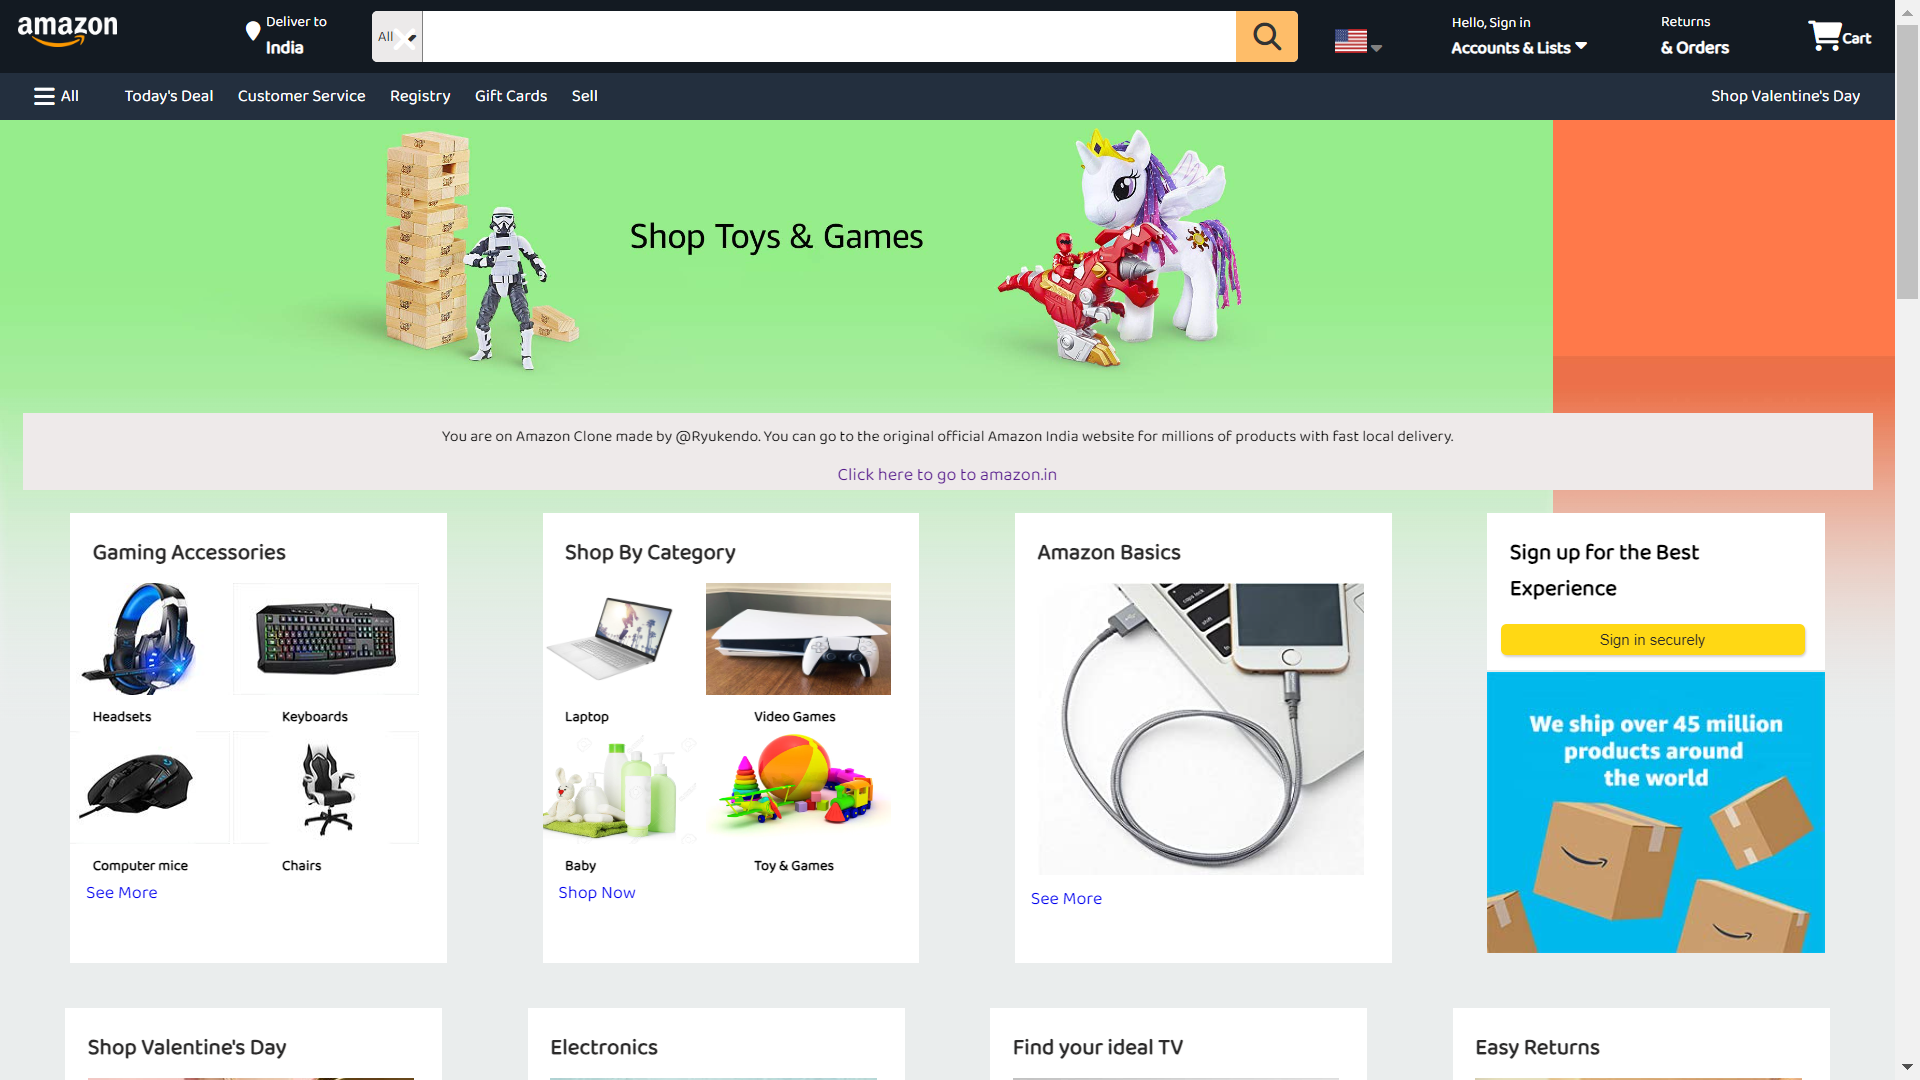 amazon
Deliver to
India
All
Hello, Sign in
Accounts & Lists
Returns
& Orders
Cart
All
Today's Deal
Customer Service
Registry
Gift Cards
Sell
Shop Valentine's Day
Shop Toys & Games
You are on Amazon Clone made by @Ryukendo. You can go to the original official Amazon India website for millions of products with fast local delivery.
Click here to go to amazon.in
Gaming Accessories
Headsets
Keyboards
Computer mice
Chairs
See More
Shop By Category
Laptop
Video Games
Baby
Toy & Games
Shop Now
Amazon Basics
caps lock
shift
See More
Sign up for the Best
Experience
Sign in securely
We ship over 45 million
products around
the world
Shop Valentine's Day
Electronics
Find your ideal TV
Easy Returns